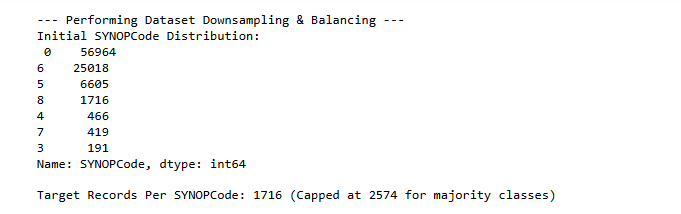 --- Performing Dataset Downsampling & Balancing ---
Initial SYNOPCode Distribution:
0    56964
6    25018
5     6605
8     1716
4      466
7      419
3      191
Name: SYNOPCode, dtype: int64
Target Records Per SYNOPCode: 1716 (Capped at 2574 for majority classes)